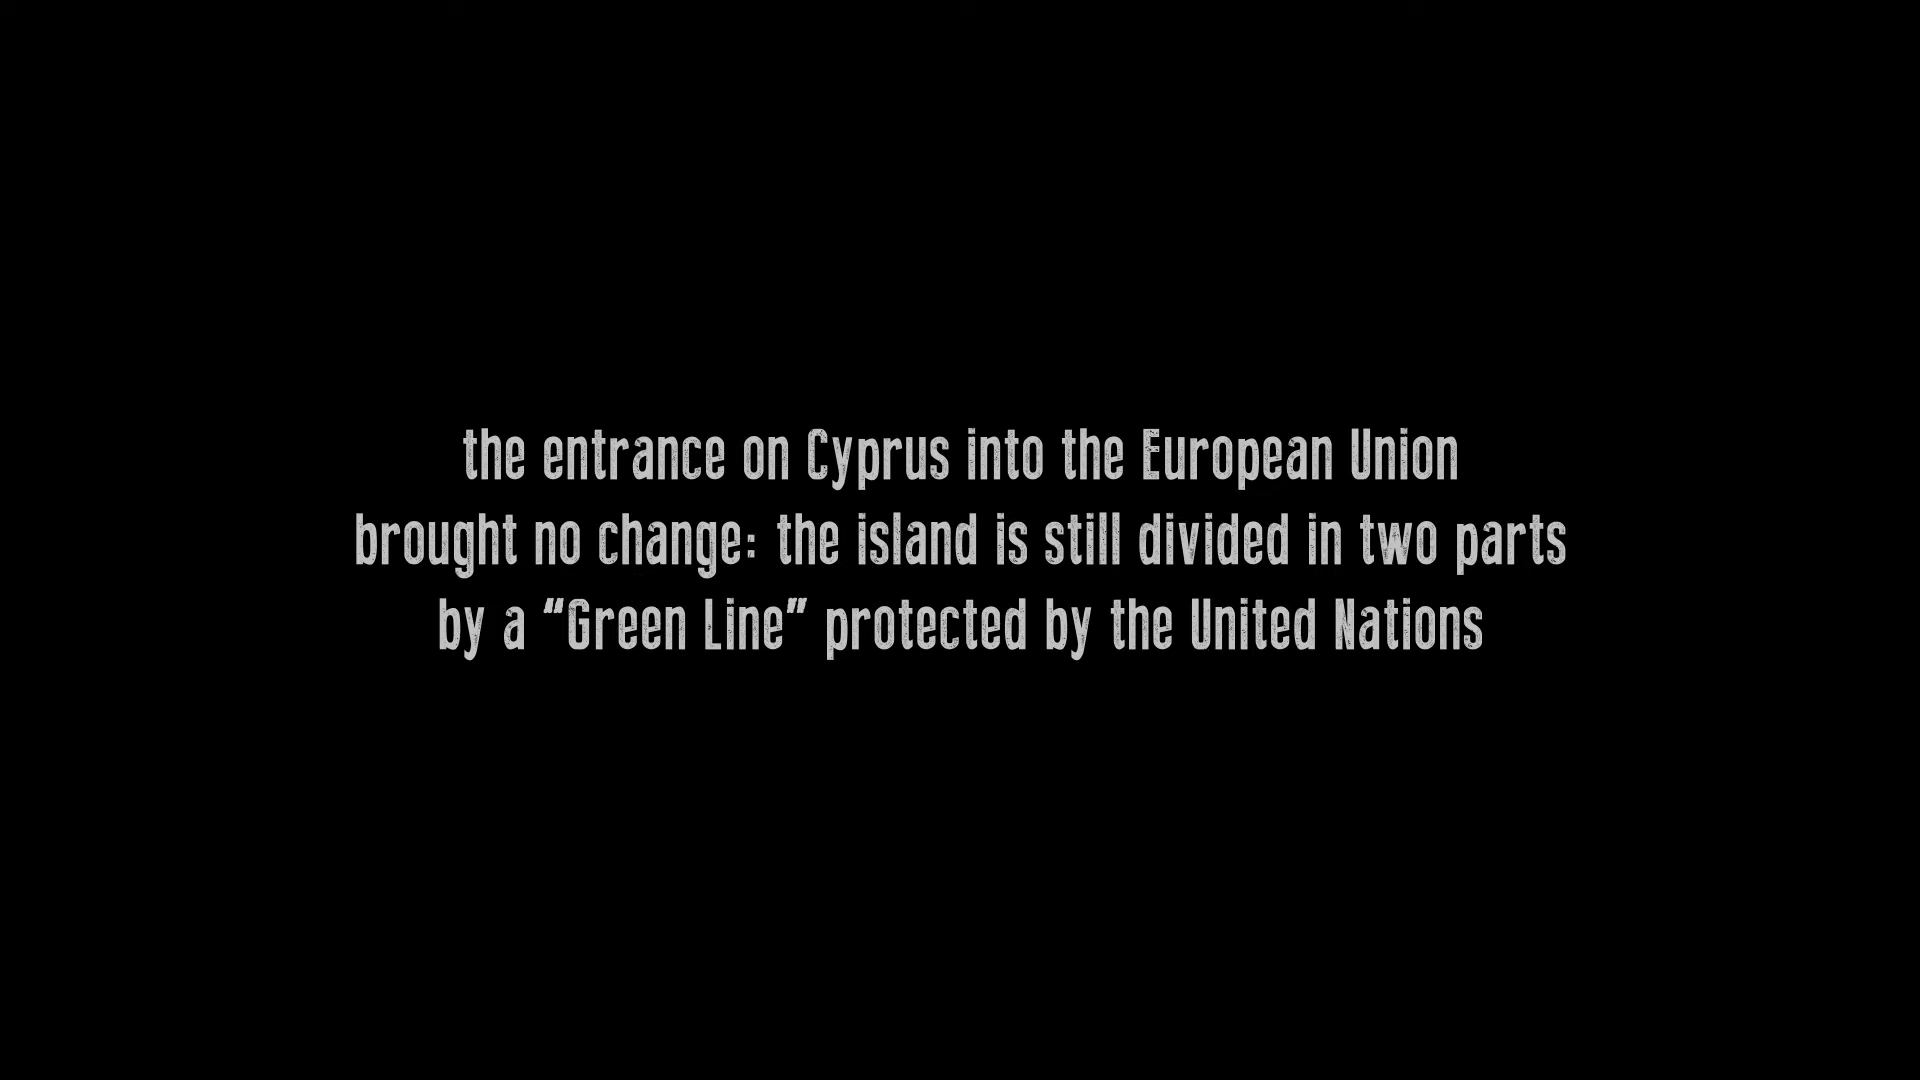 the entrance on Cyprus into the European Union
brought no change: the island is still divided in two parts
by a “Green Line” protected by the United Nations